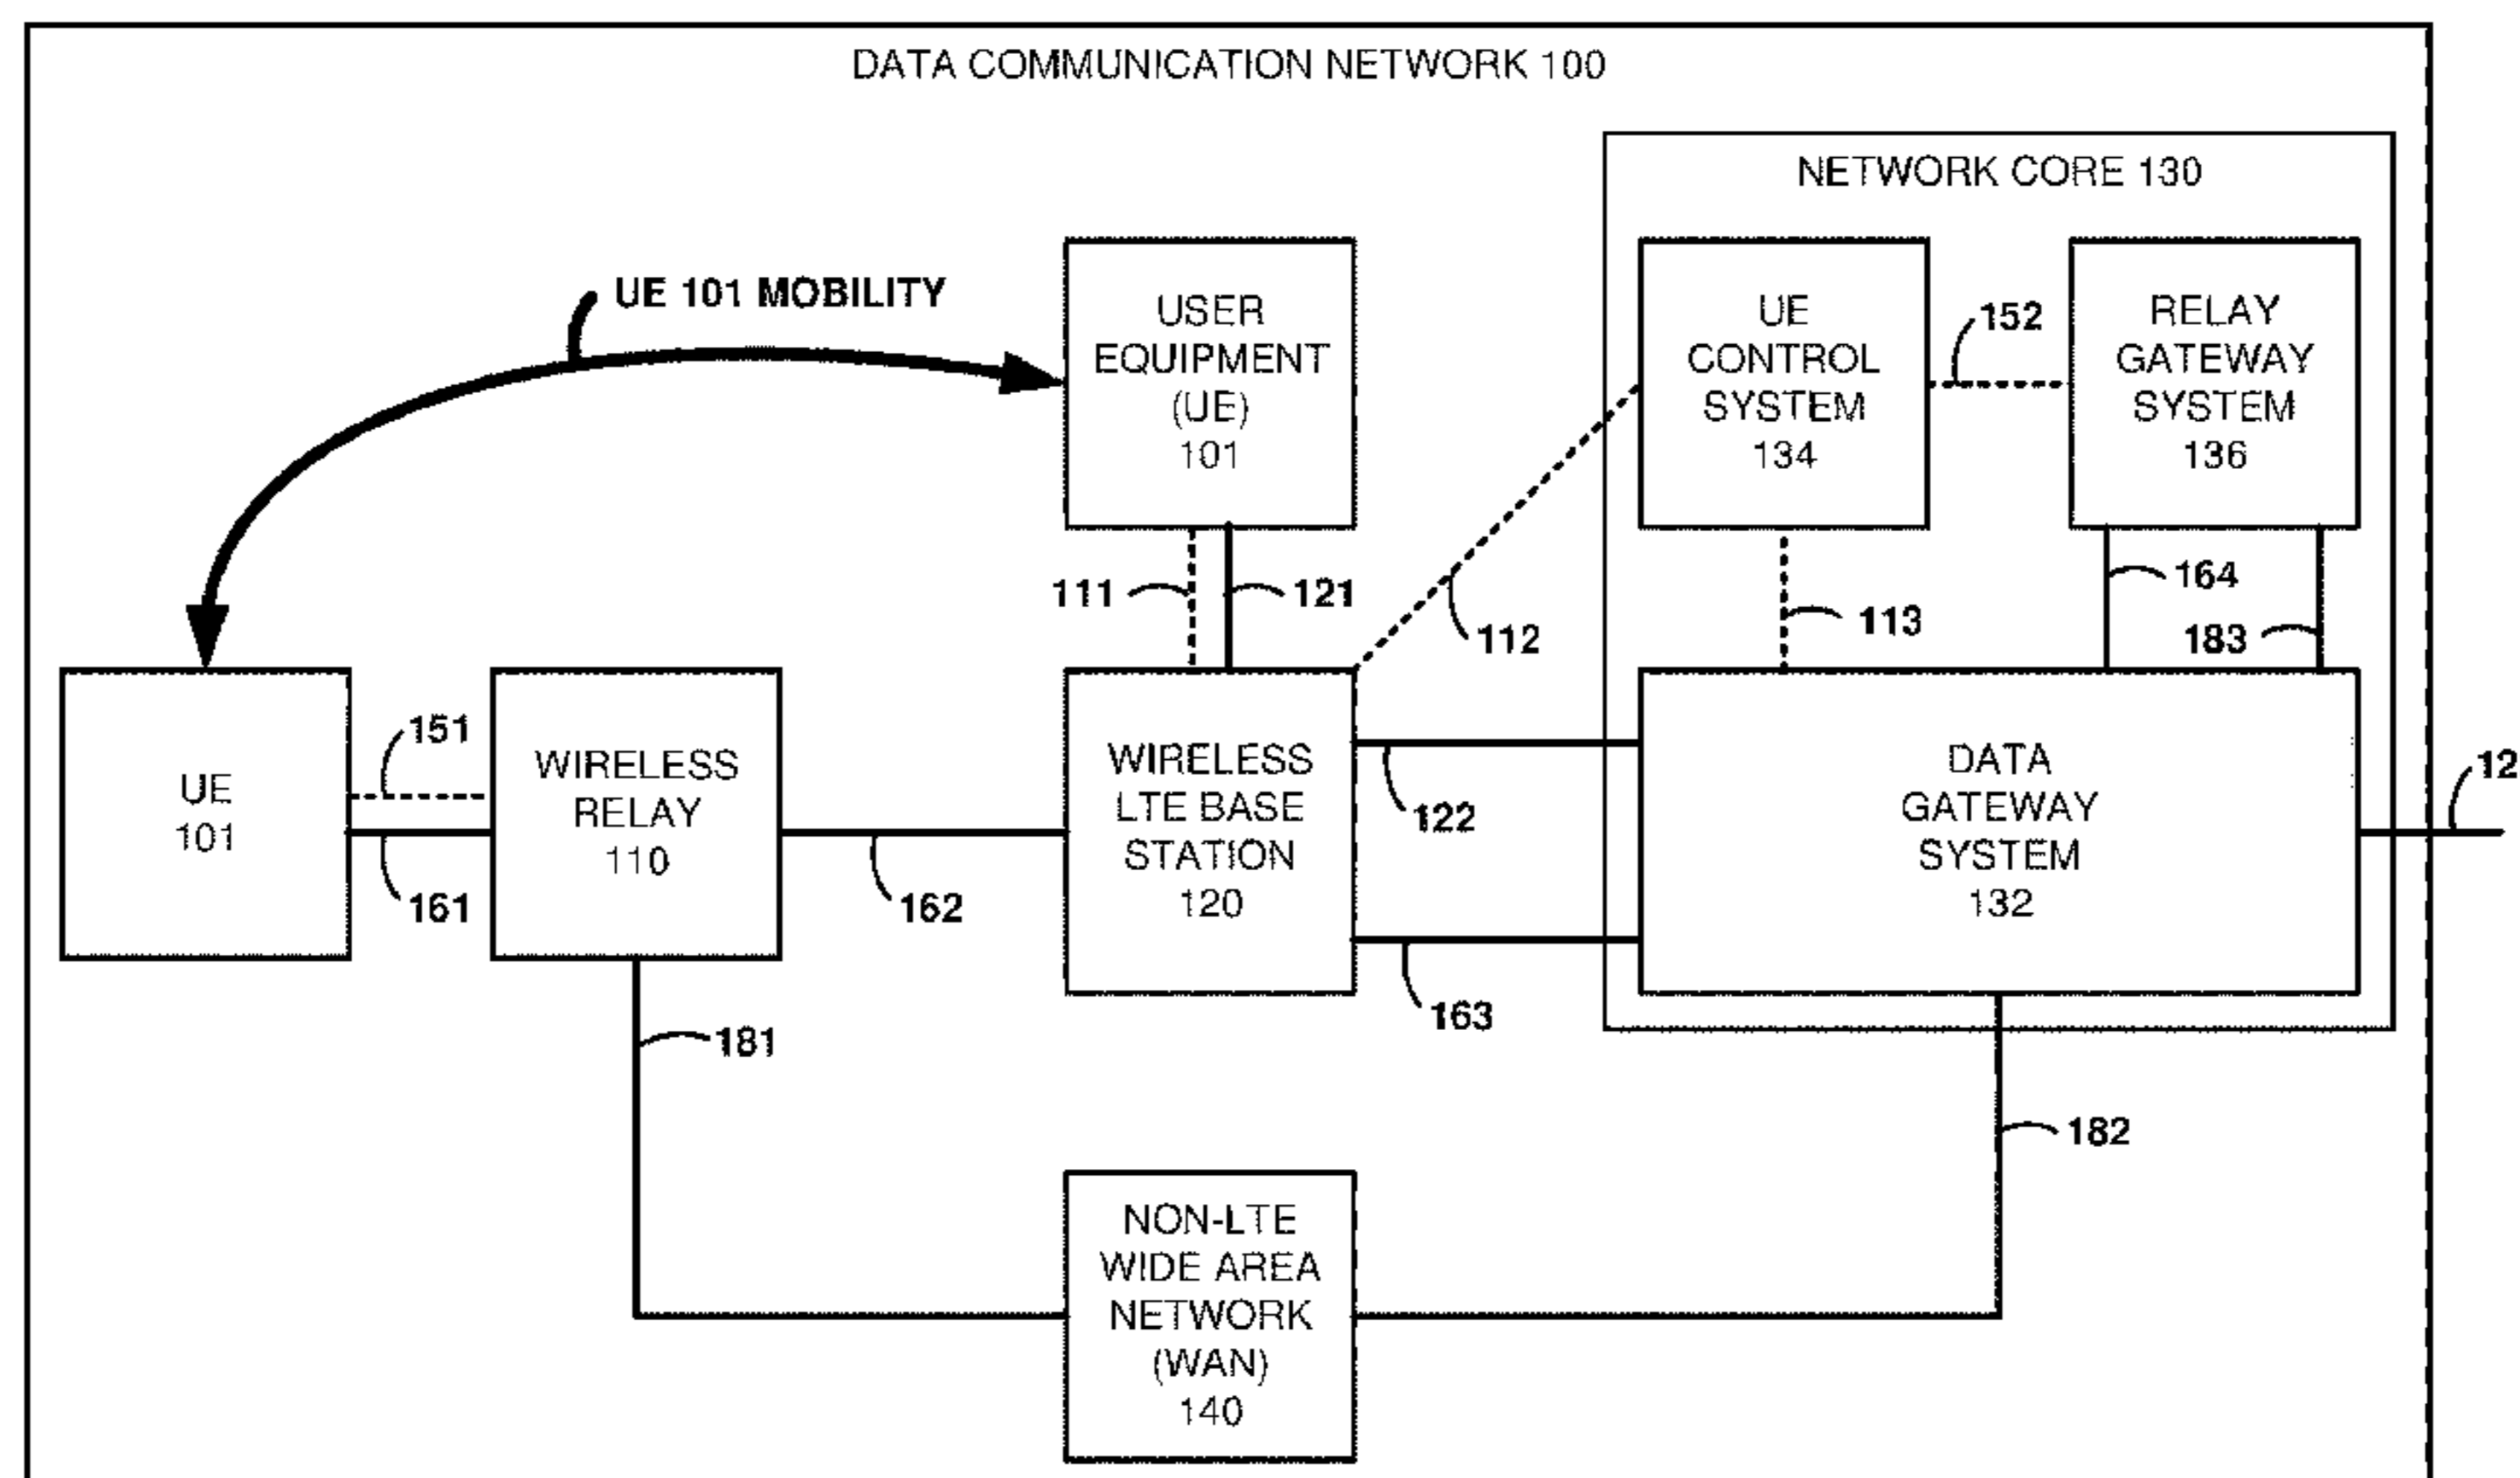 DATA COMMUNICATION NETWORK 100
NETWORK CORE 130
UE 101 MOBILITY
USER
EQUIPMENT
(UE)
101
UE
CONTROL
SYSTEM
134
152
RELAY
GATEWAY
SYSTEM
136
111
121
112
113
164
183
UE
101
151
161
WIRELESS
RELAY
110
162
WIRELESS
LTE BASE
STATION
120
122
163
DATA
GATEWAY
SYSTEM
132
12
181
182
NON-LTE
WIDE AREA
NETWORK
(WAN)
140